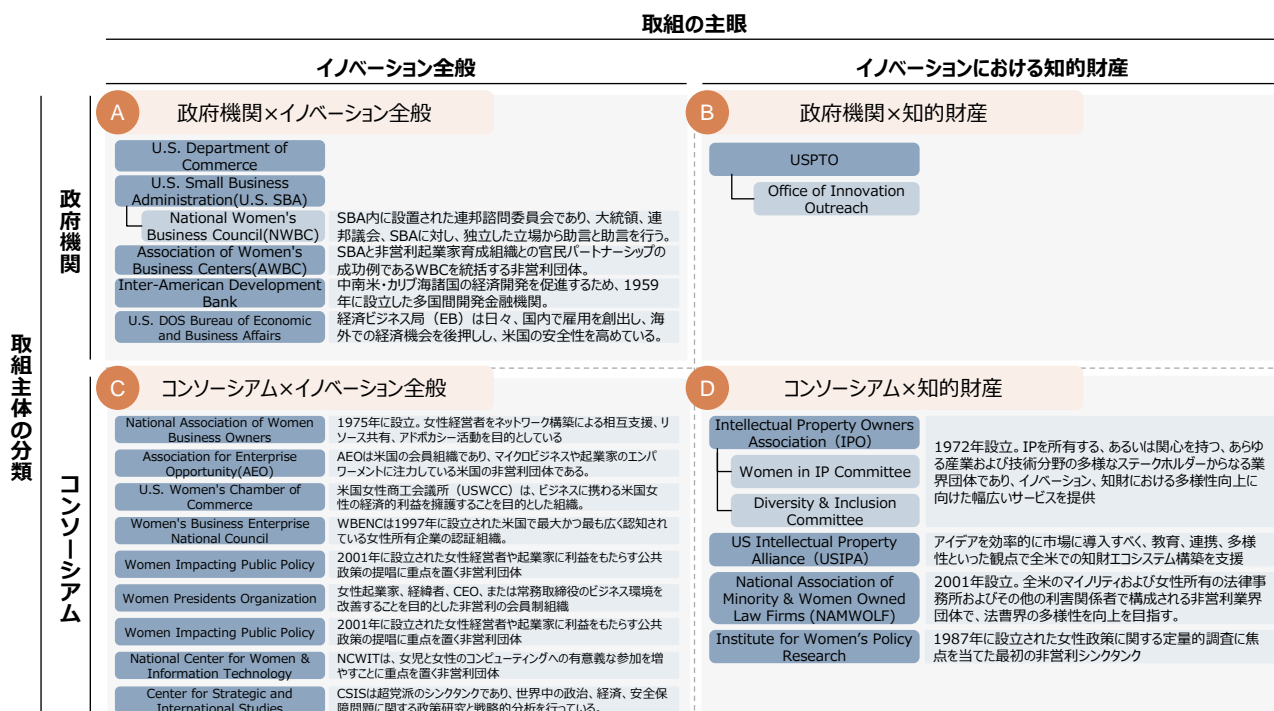 取組の主眼
イノベーション全般
イノベーションにおける知的財産
取組主体の分類
政府機関
A
政府機関×イノベーション全般
U.S. Department of
Commerce
U.S. Small Business
Administration(U.S. SBA)
National Women's
Business Council(NWBC)
SBA内に設置された連邦諮問委員会であり、大統領、連
邦議会、SBAに対し、独立した立場から助言と助言を行う。
Association of Women's
Business Centers(AWBC)
SBAと非営利起業家育成組織との官民パートナーシップの
成功例であるWBCを統括する非営利団体。
Inter-American Development
Bank
中南米・カリブ海諸国の経済開発を促進するため、1959
年に設立した多国間開発金融機関。
U.S. DOS Bureau of Economic
and Business Affairs
経済ビジネス局（EB）は日々、国内で雇用を創出し、海
外での経済機会を後押しし、米国の安全性を高めている。
B
政府機関×知的財産
USPTO
Office of Innovation
Outreach
コンソーシアム
C
コンソーシアム×イノベーション全般
National Association of Women
Business Owners
1975年に設立。女性経営者をネットワーク構築による相互支援、リ
ソース共有、アドボカシー活動を目的としている
Association for Enterprise
Opportunity(AEO)
AEOは米国の会員組織であり、マイクロビジネスや起業家のエンパ
ワーメントに注力している米国の非営利団体である。
U.S. Women's Chamber of
Commerce
米国女性商工会議所（USWCC）は、ビジネスに携わる米国女
性の経済的利益を擁護することを目的とした組織。
Women's Business Enterprise
National Council
WBENCは1997年に設立された米国で最大かつ最も広く認知され
ている女性所有企業の認証組織。
Women Impacting Public Policy
2001年に設立された女性経営者や起業家に利益をもたらす公共
政策の提唱に重点を置く非営利団体
Women Presidents Organization
女性起業家、経緯者、CEO、または常務取締役のビジネス環境を
改善することを目的とした非営利の会員制組織
Women Impacting Public Policy
2001年に設立された女性経営者や起業家に利益をもたらす公共
政策の提唱に重点を置く非営利団体
National Center for Women &
Information Technology
NCWITは、女児と女性のコンピューティングへの有意義な参加を増
やすことに重点を置く非営利団体
Center for Strategic and
International Studies
CSISは超党派のシンクタンクであり、世界中の政治、経済、安全保
障問題に関する政策研究と戦略的分析を行っている。
D
コンソーシアム×知的財産
Intellectual Property Owners
Association（IPO）
Women in IP Committee
Diversity & Inclusion
Committee
1972年設立。IPを所有する、あるいは関心を持つ、あらゆ
る産業および技術分野の多様なステークホルダーからなる業
界団体であり、イノベーション、知財における多様性向上に
向けた幅広いサービスを提供
US Intellectual Property
Alliance (USIPA)
アイデアを効率的に市場に導入すべく、教育、連携、多様
性といった観点で全米での知財エコシステム構築を支援
National Association of
Minority & Women Owned
Law Firms (NAMWOLF)
2001年設立。全米のマイノリティおよび女性所有の法律事
務所およびその他の利害関係者で構成される非営利業界
団体で、法曹界の多様性を向上を目指す。
Institute for Women's Policy
Research
1987年に設立された女性政策に関する定量的調査に焦
点を当てた最初の非営利シンクタンク